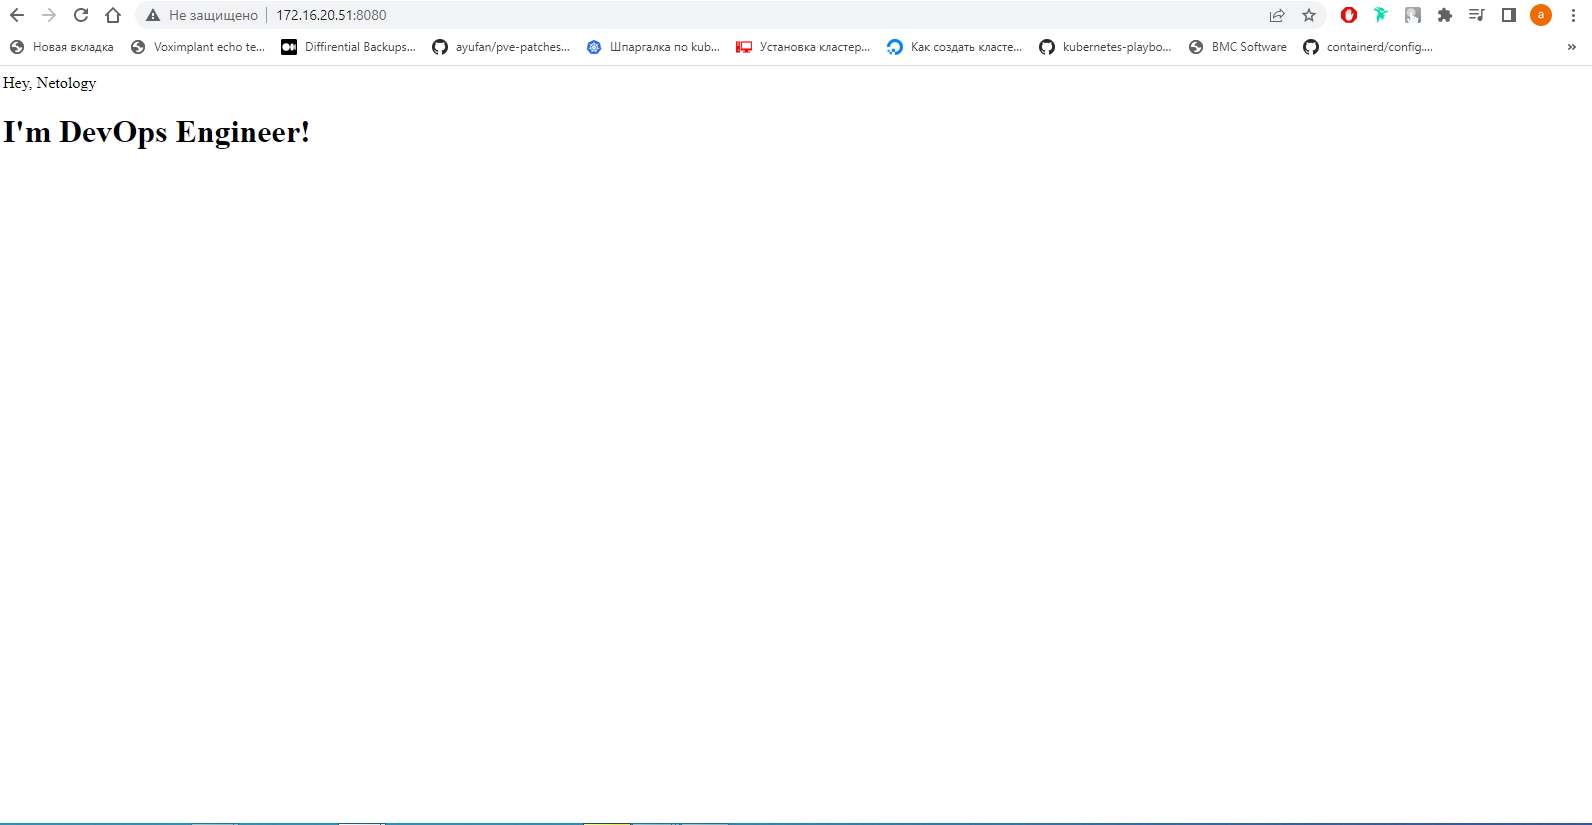 Не защищено 172.16.20.51:8080 a
Новая вкладка Voximplant echo te... Diffirential Backups... ayufan/pve-patches... Шпаргалка по kub... Установка кластер... Как создать класте... kubernetes-playbo... BMC Software containerd/config.... »
Hey, Netology
I'm DevOps Engineer!